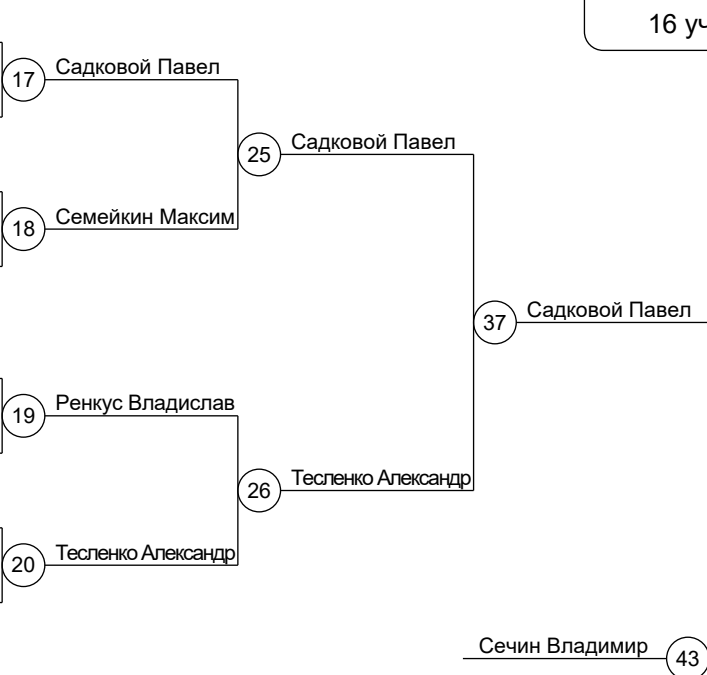 16 уч
17 Садковой Павел
25 Садковой Павел
18 Семейкин Максим
37 Садковой Павел
19 Ренкус Владислав
26 Тесленко Александр
20 Тесленко Александр
Сечин Владимир 43